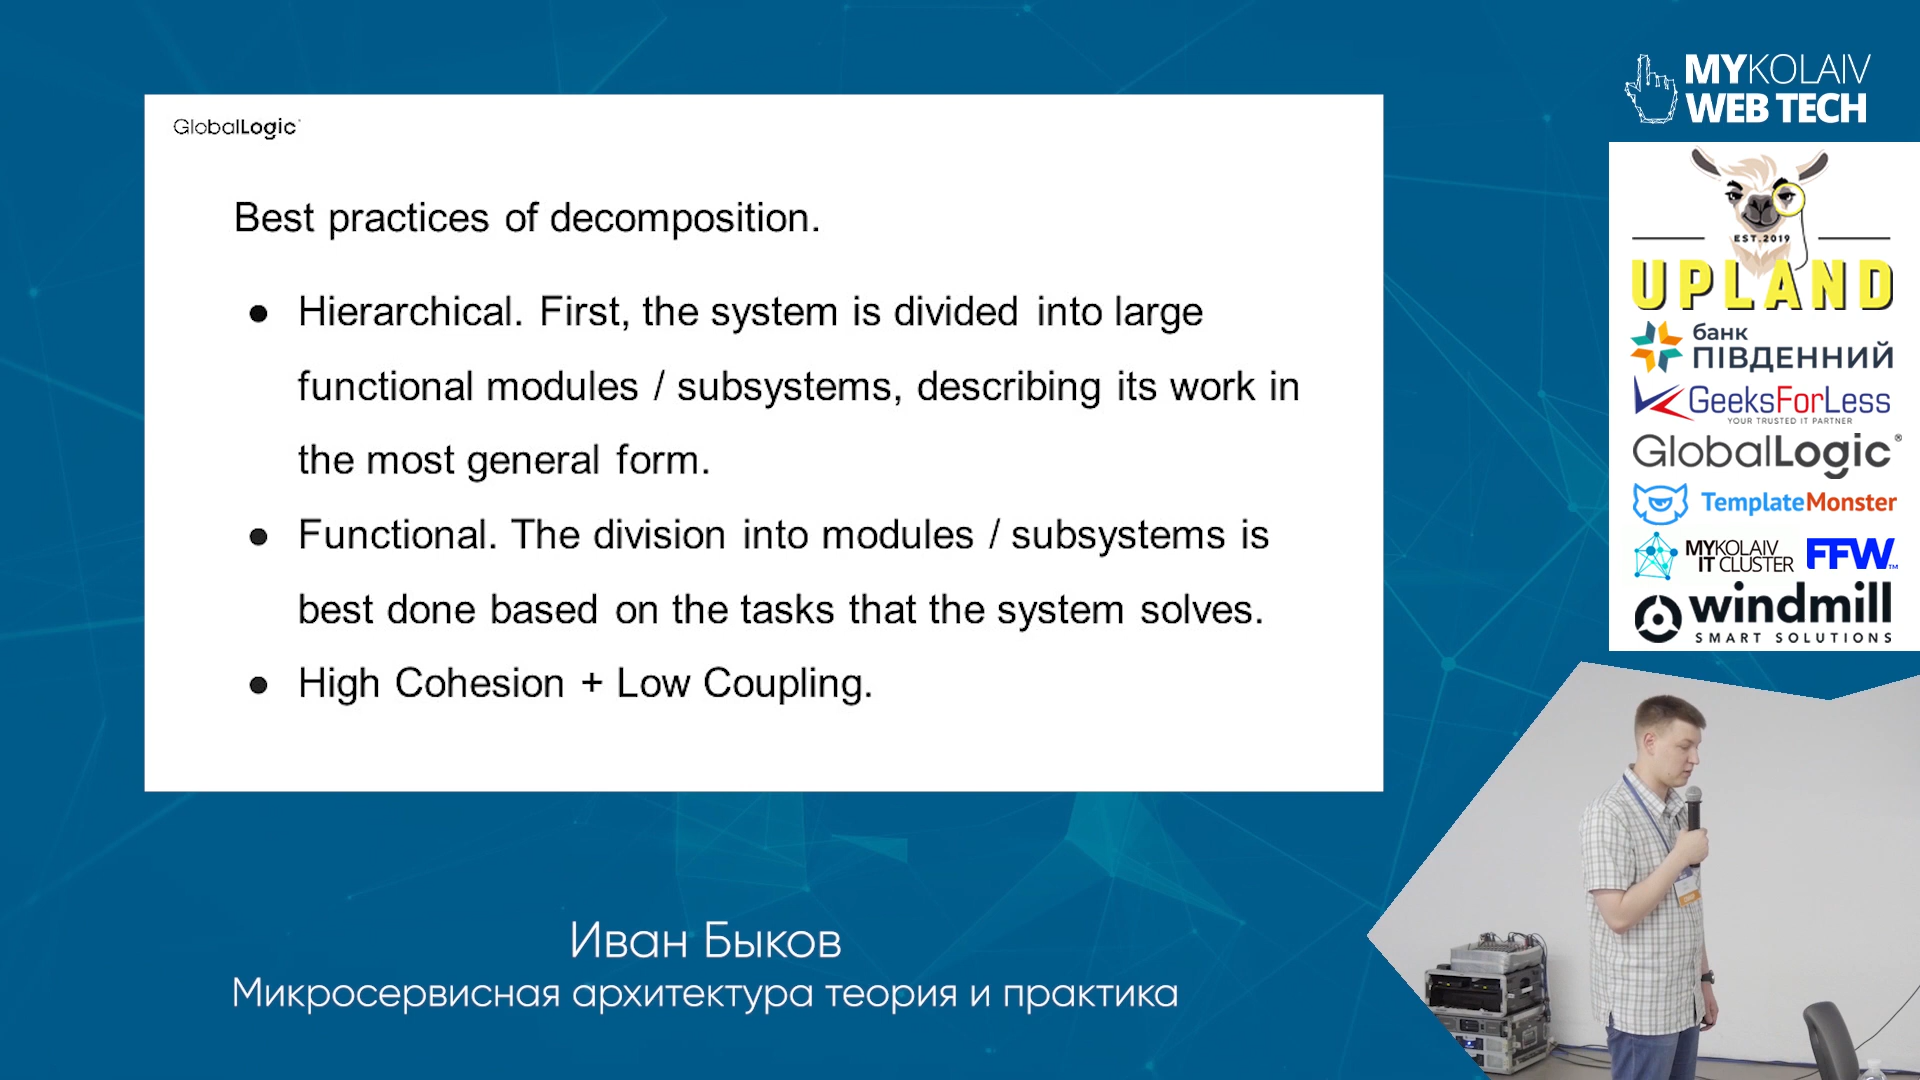 GlobalLogic
Best practices of decomposition.
● Hierarchical. First, the system is divided into large
functional modules / subsystems, describing its work in
the most general form.
● Functional. The division into modules / subsystems is
best done based on the tasks that the system solves.
● High Cohesion + Low Coupling.
Иван Быков
Микросервисная архитектура теория и практика
MYKOLAIV
WEB TECH
EST.2019
UPLAND
банк
ПІВДЕННИЙ
GeeksForLess
YOUR TRUSTED IT PARTNER
GlobalLogic®
TemplateMonster
MYKOLAIV
IT CLUSTER
FFW™
windmill
SMART SOLUTIONS